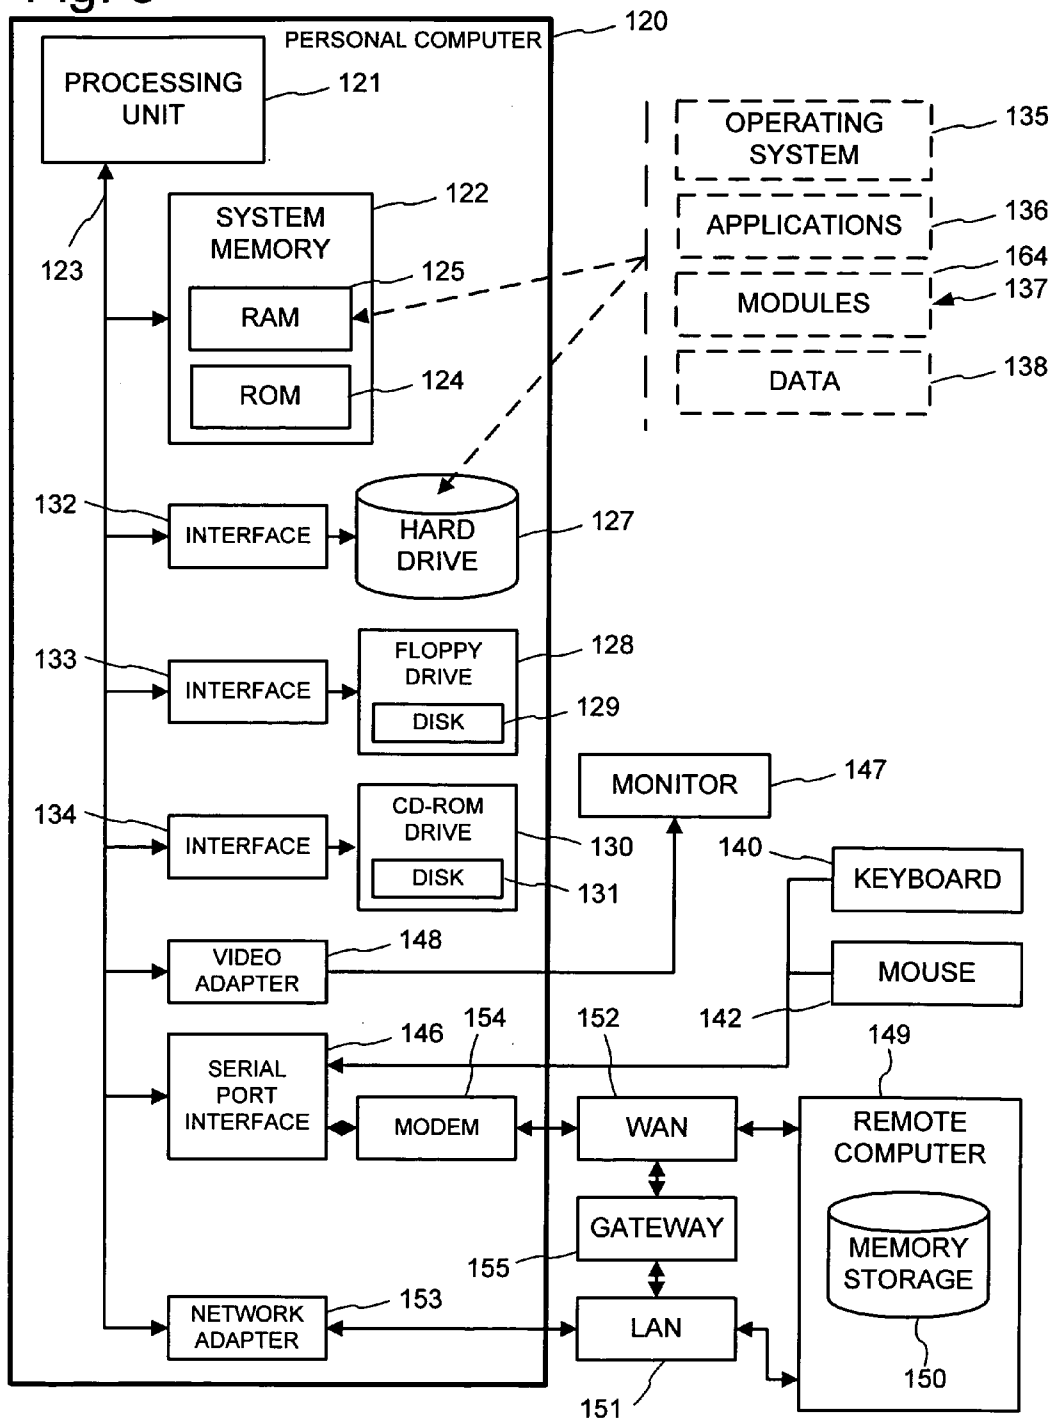 PERSONAL COMPUTER
120
PROCESSING
UNIT
121
123
SYSTEM
MEMORY
122
125
RAM
ROM
124
OPERATING
SYSTEM
135
APPLICATIONS
136
164
MODULES
137
DATA
138
132
INTERFACE
HARD
DRIVE
127
133
INTERFACE
FLOPPY
DRIVE
128
DISK
129
134
INTERFACE
CD-ROM
DRIVE
130
DISK
131
MONITOR
147
140
KEYBOARD
MOUSE
142
VIDEO
ADAPTER
148
146
SERIAL
PORT
INTERFACE
154
MODEM
152
WAN
149
REMOTE
COMPUTER
MEMORY
STORAGE
150
GATEWAY
155
NETWORK
ADAPTER
153
LAN
151